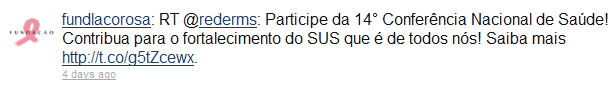 FUNDAÇÃO
fundlacorosa: RT @rederms: Participe da 14° Conferência Nacional de Saúde!
Contribua para o fortalecimento do SUS que é de todos nós! Saiba mais
http://t.co/g5tZcewx.
4 days ago